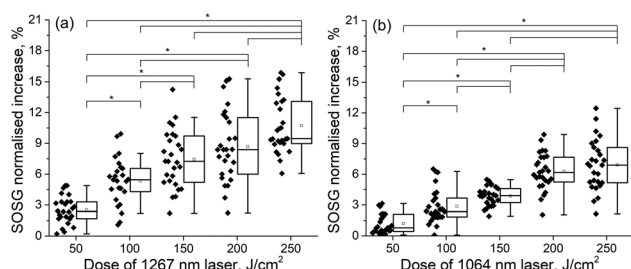 (a)
SOSG normalised increase, %
21
18
15
12
9
6
3
0
* * * *
50 100 150 200 250
Dose of 1267 nm laser, J/cm²
(b)
SOSG normalised increase, %
21
18
15
12
9
6
3
0
* * * *
50 100 150 200 250
Dose of 1064 nm laser, J/cm²